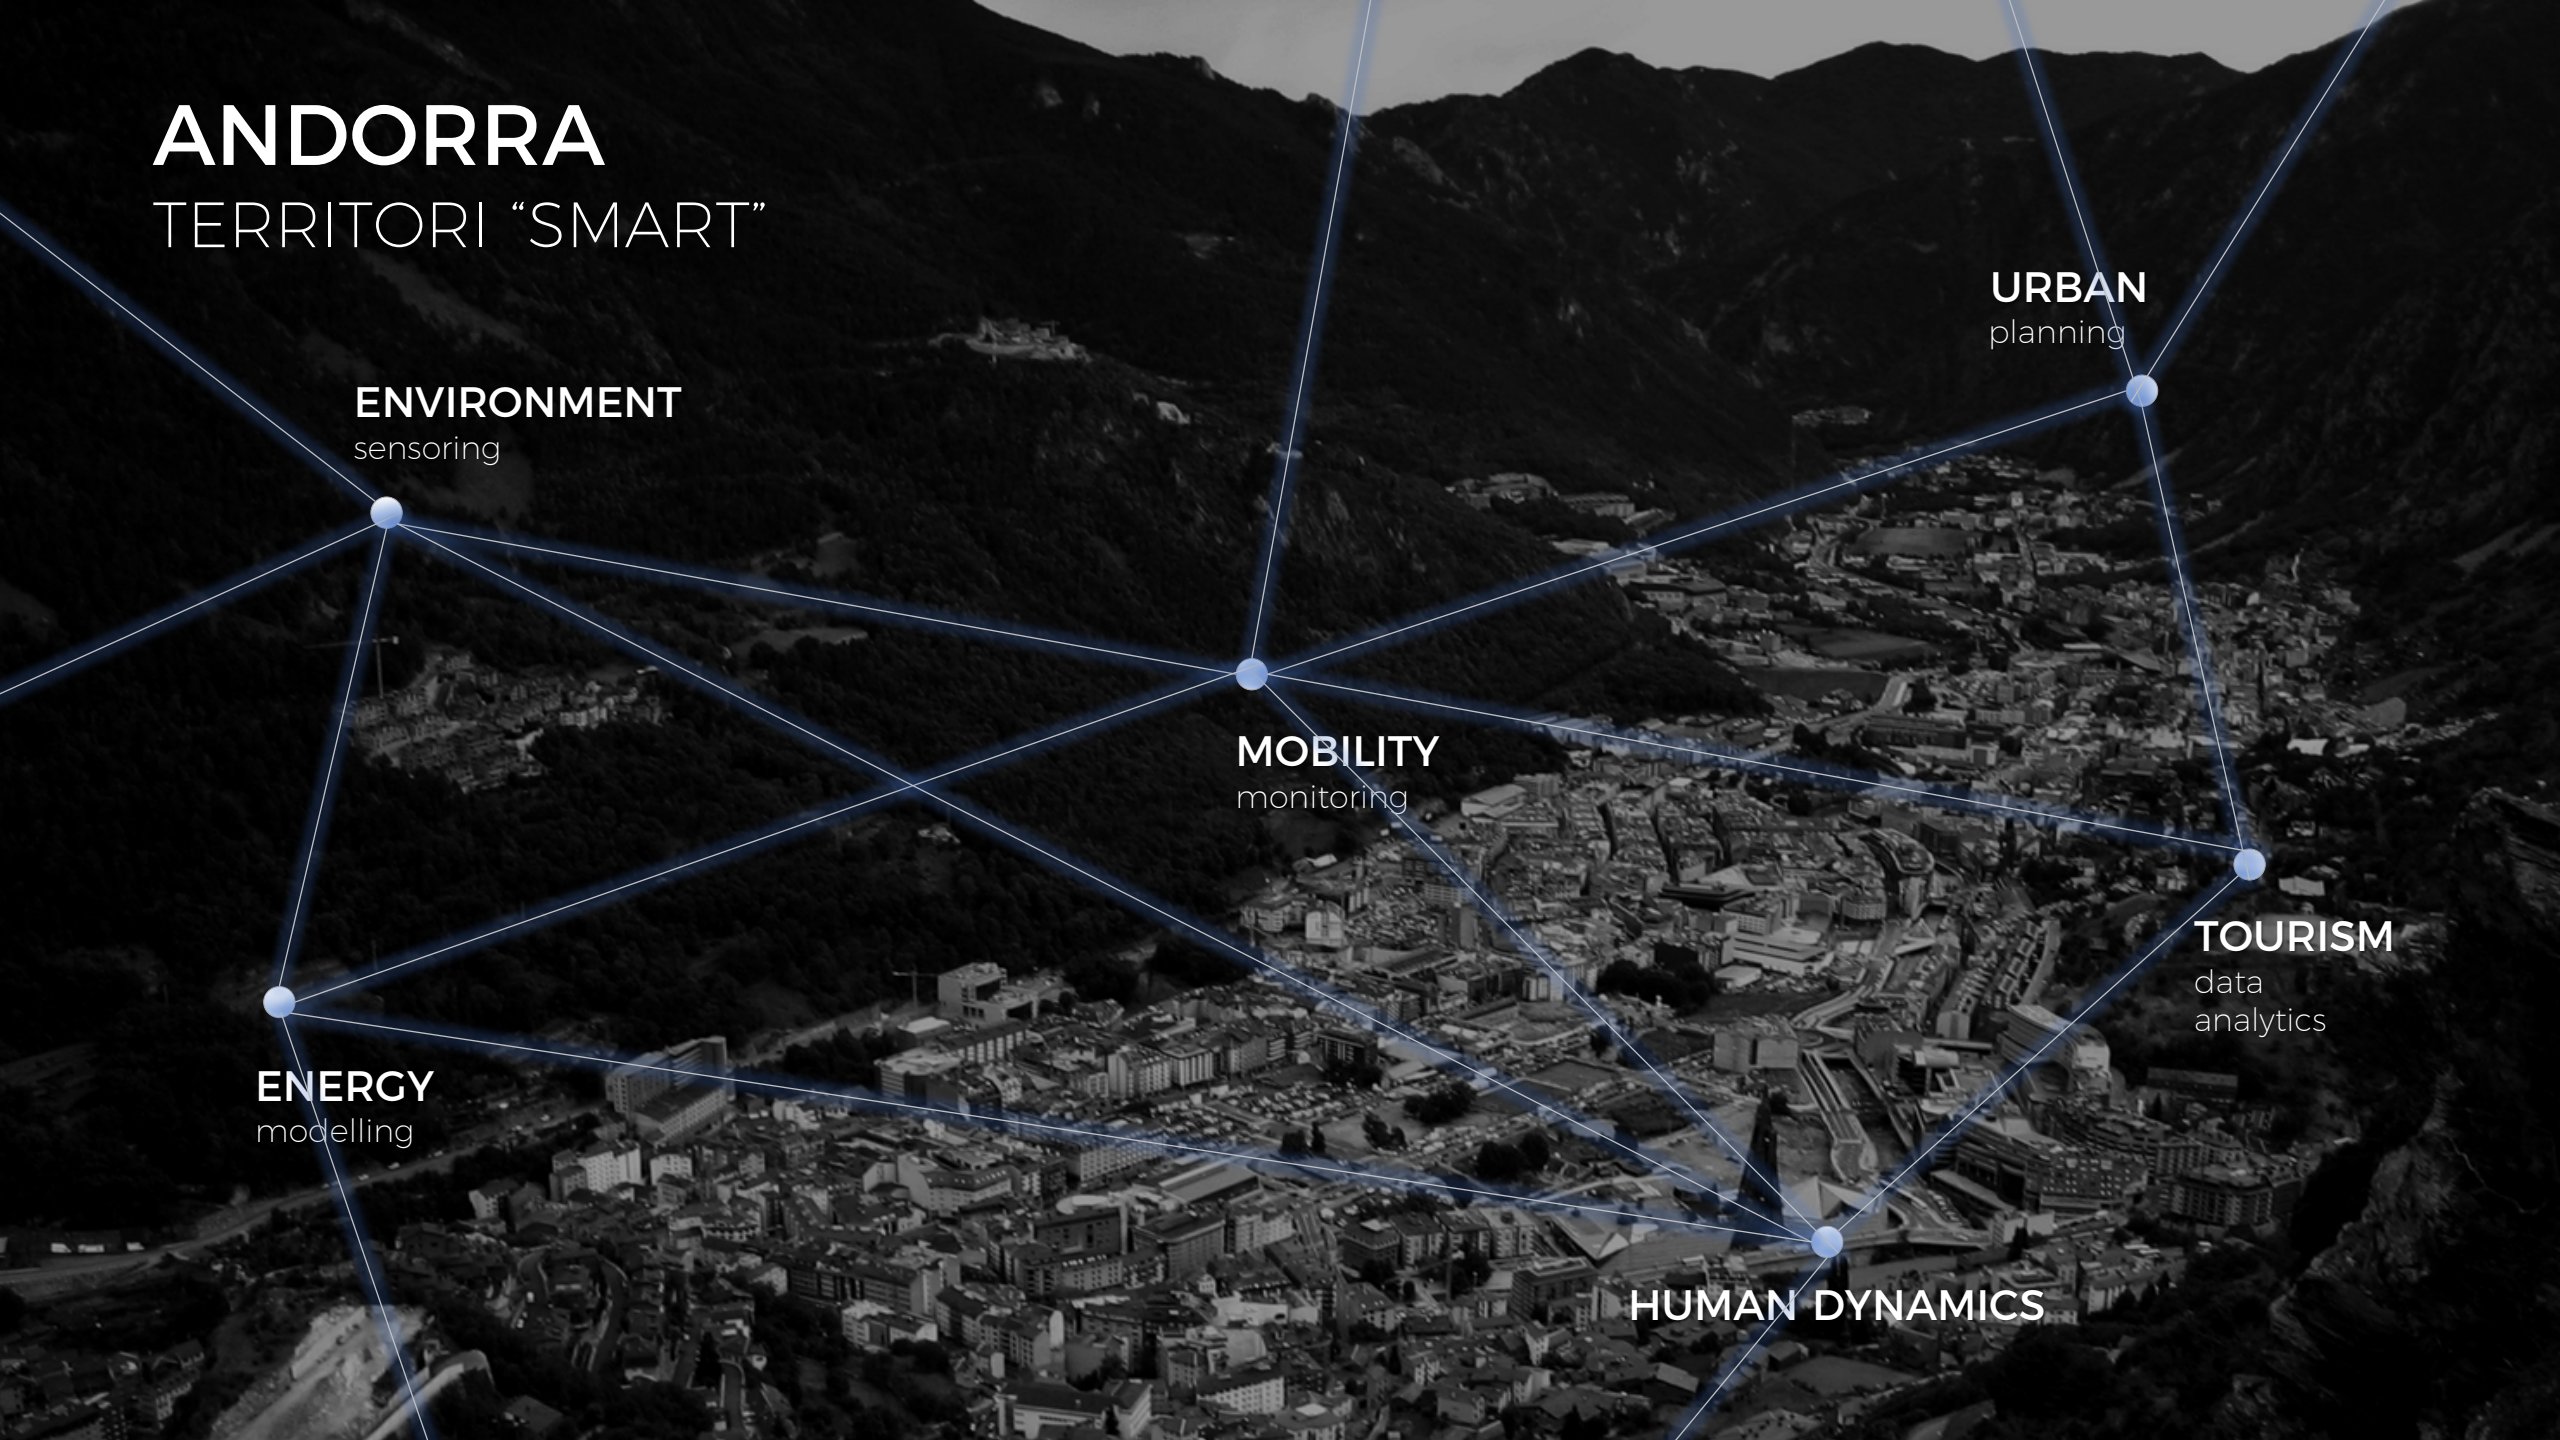 ANDORRA
TERRITORI “SMART”
URBAN
planning
ENVIRONMENT
sensoring
MOBILITY
monitoring
TOURISM
data
analytics
ENERGY
modelling
HUMAN DYNAMICS